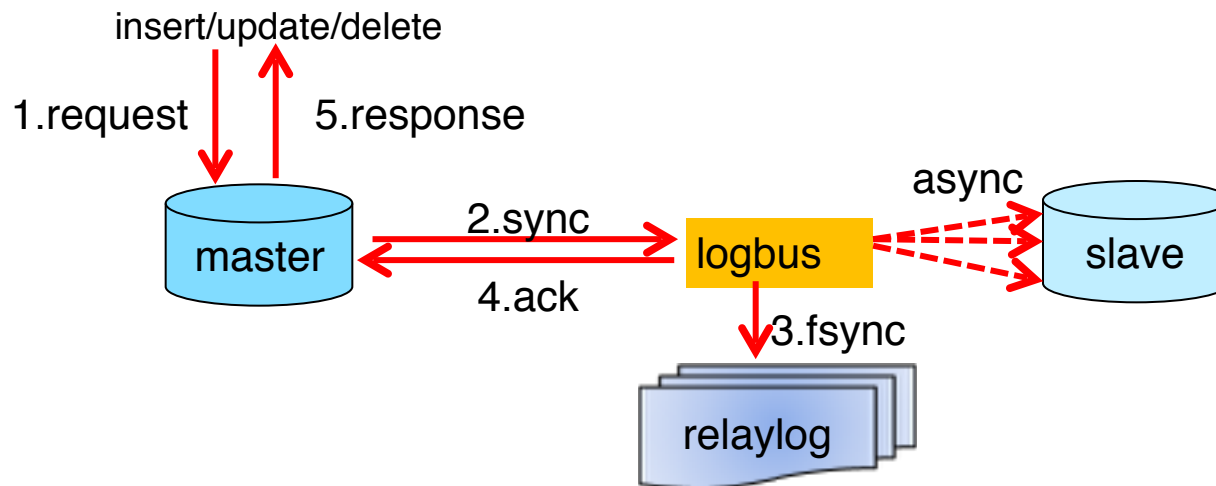 insert/update/delete
1.request
5.response
master
2.sync
4.ack
logbus
async
slave
3.fsync
relaylog